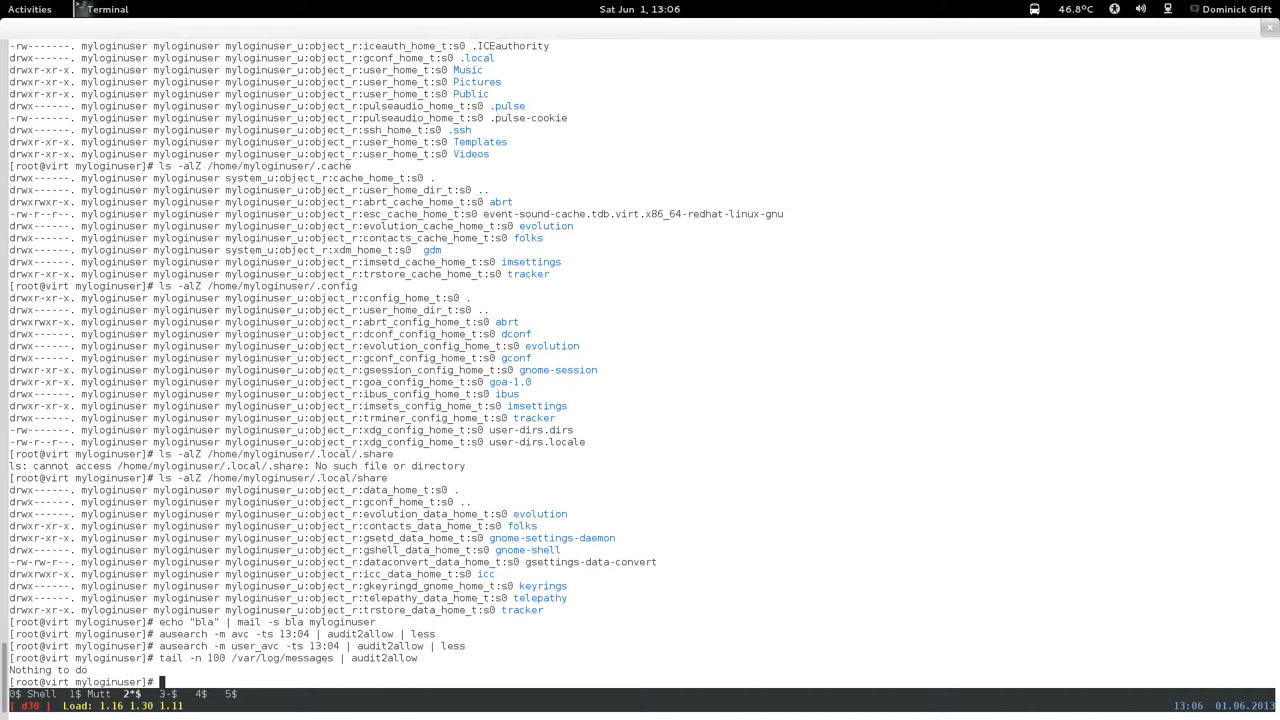 Activities Terminal Sat Jun 1, 13:06 46.8°C Dominick Grift
-rw-------. myloginuser myloginuser myloginuser_u:object_r:iceauth_home_t:s0 .ICEauthority
drwx------. myloginuser myloginuser myloginuser_u:object_r:gconf_home_t:s0 .local
drwxr-xr-x. myloginuser myloginuser myloginuser_u:object_r:user_home_t:s0 Music
drwxr-xr-x. myloginuser myloginuser myloginuser_u:object_r:user_home_t:s0 Pictures
drwxr-xr-x. myloginuser myloginuser myloginuser_u:object_r:user_home_t:s0 Public
drwx------. myloginuser myloginuser myloginuser_u:object_r:pulseaudio_home_t:s0 .pulse
-rw-------. myloginuser myloginuser myloginuser_u:object_r:pulseaudio_home_t:s0 .pulse-cookie
drwx------. myloginuser myloginuser myloginuser_u:object_r:ssh_home_t:s0 .ssh
drwxr-xr-x. myloginuser myloginuser myloginuser_u:object_r:user_home_t:s0 Templates
drwxr-xr-x. myloginuser myloginuser myloginuser_u:object_r:user_home_t:s0 Videos
[root@virt myloginuser]# ls -alZ /home/myloginuser/.cache
drwx------. myloginuser myloginuser system_u:object_r:cache_home_t:s0 .
drwx------. myloginuser myloginuser myloginuser_u:object_r:user_home_dir_t:s0 ..
drwxrwxr-x. myloginuser myloginuser myloginuser_u:object_r:abrt_cache_home_t:s0 abrt
-rw-r--r--. myloginuser myloginuser myloginuser_u:object_r:esc_cache_home_t:s0 event-sound-cache.tdb.virt.x86_64-redhat-linux-gnu
drwx------. myloginuser myloginuser myloginuser_u:object_r:evolution_cache_home_t:s0 evolution
drwx------. myloginuser myloginuser myloginuser_u:object_r:contacts_cache_home_t:s0 folks
drwx------. myloginuser myloginuser system_u:object_r:xdm_home_t:s0 gdm
drwx------. myloginuser myloginuser myloginuser_u:object_r:imsetd_cache_home_t:s0 imsettings
drwxr-xr-x. myloginuser myloginuser myloginuser_u:object_r:trstore_cache_home_t:s0 tracker
[root@virt myloginuser]# ls -alZ /home/myloginuser/.config
drwxr-xr-x. myloginuser myloginuser myloginuser_u:object_r:config_home_t:s0 .
drwx------. myloginuser myloginuser myloginuser_u:object_r:user_home_dir_t:s0 ..
drwxrwxr-x. myloginuser myloginuser myloginuser_u:object_r:abrt_config_home_t:s0 abrt
drwx------. myloginuser myloginuser myloginuser_u:object_r:dconf_config_home_t:s0 dconf
drwx------. myloginuser myloginuser myloginuser_u:object_r:evolution_config_home_t:s0 evolution
drwx------. myloginuser myloginuser myloginuser_u:object_r:gconf_config_home_t:s0 gconf
drwxr-xr-x. myloginuser myloginuser myloginuser_u:object_r:gsession_config_home_t:s0 gnome-session
drwxr-xr-x. myloginuser myloginuser myloginuser_u:object_r:goa_config_home_t:s0 goa-1.0
drwxr-xr-x. myloginuser myloginuser myloginuser_u:object_r:ibus_config_home_t:s0 ibus
drwxr-xr-x. myloginuser myloginuser myloginuser_u:object_r:imsets_config_home_t:s0 imsettings
drwxr-xr-x. myloginuser myloginuser myloginuser_u:object_r:trminer_config_home_t:s0 tracker
-rw-------. myloginuser myloginuser myloginuser_u:object_r:xdg_config_home_t:s0 user-dirs.dirs
-rw-r--r--. myloginuser myloginuser myloginuser_u:object_r:xdg_config_home_t:s0 user-dirs.locale
[root@virt myloginuser]# ls -alZ /home/myloginuser/.local/.share
ls: cannot access /home/myloginuser/.local/.share: No such file or directory
[root@virt myloginuser]# ls -alZ /home/myloginuser/.local/share
drwx------. myloginuser myloginuser myloginuser_u:object_r:data_home_t:s0 .
drwx------. myloginuser myloginuser myloginuser_u:object_r:gconf_home_t:s0 ..
drwx------. myloginuser myloginuser myloginuser_u:object_r:evolution_data_home_t:s0 evolution
drwx------. myloginuser myloginuser myloginuser_u:object_r:contacts_data_home_t:s0 folks
drwxr-xr-x. myloginuser myloginuser myloginuser_u:object_r:gsetd_data_home_t:s0 gnome-settings-daemon
drwx------. myloginuser myloginuser myloginuser_u:object_r:gshell_data_home_t:s0 gnome-shell
-rw-rw-r--. myloginuser myloginuser myloginuser_u:object_r:dataconvert_data_home_t:s0 gsettings-data-convert
drwxrwxr-x. myloginuser myloginuser myloginuser_u:object_r:icc_data_home_t:s0 icc
drwx------. myloginuser myloginuser myloginuser_u:object_r:gkeyringd_gnome_home_t:s0 keyrings
drwx------. myloginuser myloginuser myloginuser_u:object_r:telepathy_data_home_t:s0 telepathy
drwxr-xr-x. myloginuser myloginuser myloginuser_u:object_r:trstore_data_home_t:s0 tracker
[root@virt myloginuser]# echo "bla" | mail -s bla myloginuser
[root@virt myloginuser]# ausearch -m avc -ts 13:04 | audit2allow | less
[root@virt myloginuser]# ausearch -m user_avc -ts 13:04 | audit2allow | less
[root@virt myloginuser]# tail -n 100 /var/log/messages | audit2allow
Nothing to do
[root@virt myloginuser]#
0$ Shell 1$ Mutt 2*$ 3-$ 4$ 5$
[ d30 ] Load: 1.16 1.30 1.11 13:06 01.06.2013